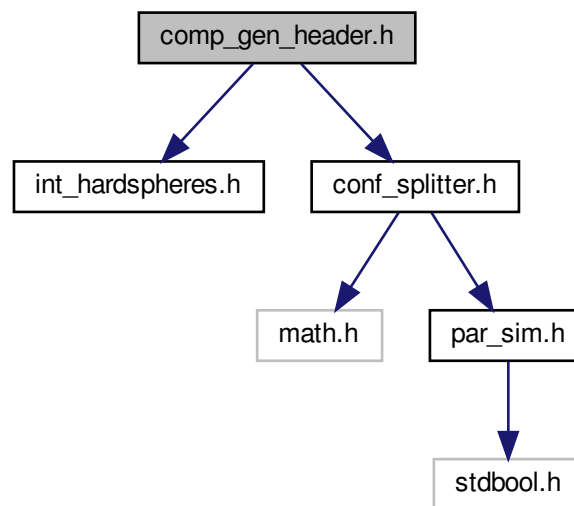 comp_gen_header.h
int_hardspheres.h
conf_splitter.h
math.h
par_sim.h
stdbool.h